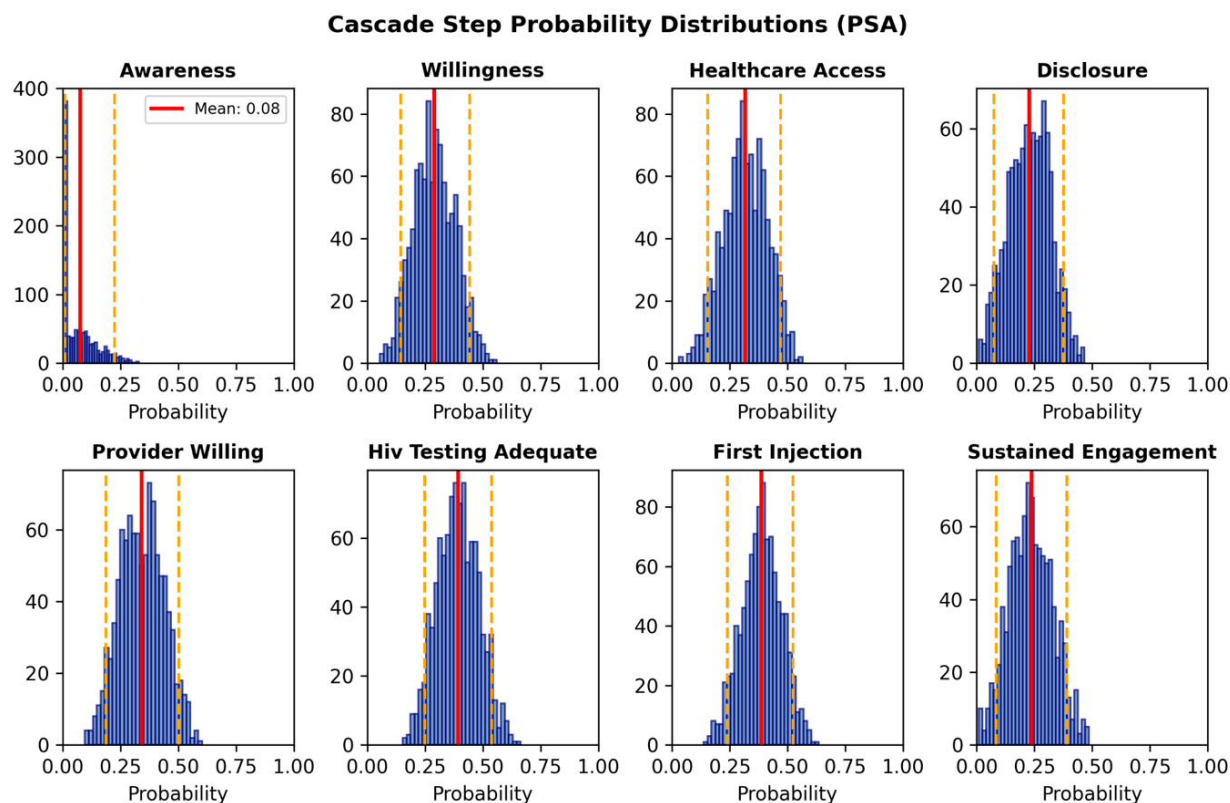 Cascade Step Probability Distributions (PSA)
Awareness
Willingness
Healthcare Access
Disclosure
400
300
200
100
0
Mean: 0.08
0.00 0.25 0.50 0.75 1.00
Probability
80
60
40
20
0
0.00 0.25 0.50 0.75 1.00
Probability
80
60
40
20
0
0.00 0.25 0.50 0.75 1.00
Probability
60
40
20
0
0.00 0.25 0.50 0.75 1.00
Probability
Provider Willing
Hiv Testing Adequate
First Injection
Sustained Engagement
60
40
20
0
0.00 0.25 0.50 0.75 1.00
Probability
70
60
50
40
30
20
10
0
0.00 0.25 0.50 0.75 1.00
Probability
80
60
40
20
0
0.00 0.25 0.50 0.75 1.00
Probability
60
40
20
0
0.00 0.25 0.50 0.75 1.00
Probability